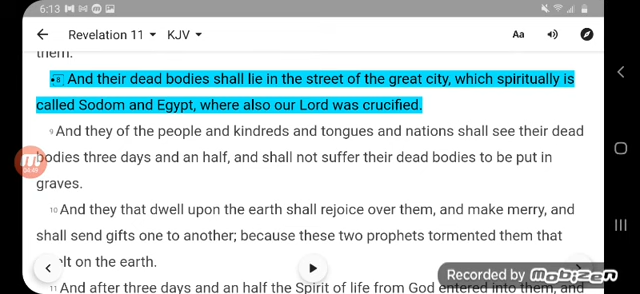 6:13
Revelation 11 KJV Aa
them.
8 And their dead bodies shall lie in the street of the great city, which spiritually is
called Sodom and Egypt, where also our Lord was crucified.
9 And they of the people and kindreds and tongues and nations shall see their dead
bodies three days and an half, and shall not suffer their dead bodies to be put in
graves.
10 And they that dwell upon the earth shall rejoice over them, and make merry, and
shall send gifts one to another; because these two prophets tormented them that
elt on the earth.
Recorded by Mobizen
11 And after three days and an half the Spirit of life from God entered into them, and